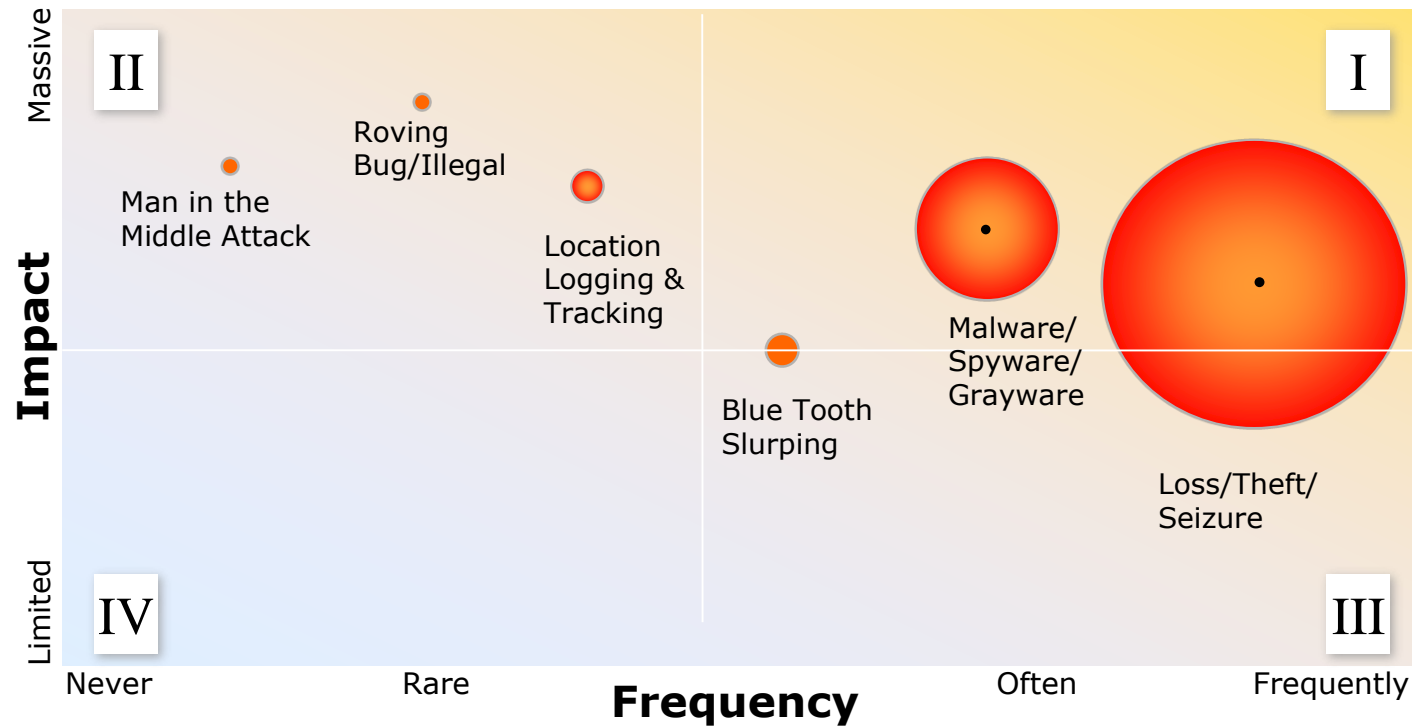 Massive
II
I
Roving
Bug/Illegal
Man in the
Middle Attack
Location
Logging &
Tracking
Impact
Malware/
Spyware/
Grayware
Blue Tooth
Slurping
Loss/Theft/
Seizure
Limited
IV
III
Never
Rare
Frequency
Often
Frequently